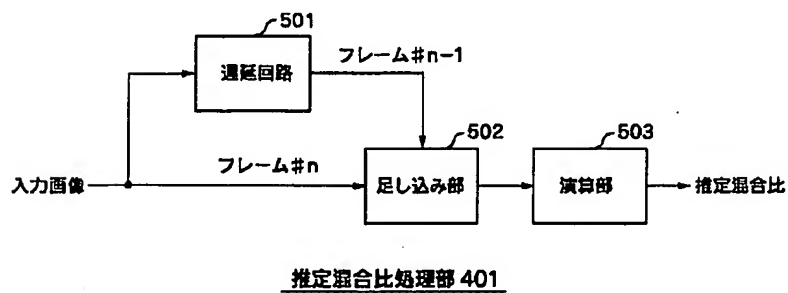 501
遅延回路
フレーム#n-1
502
503
フレーム#n
入力画像
足し込み部
演算部
推定混合比
推定混合比処理部 401